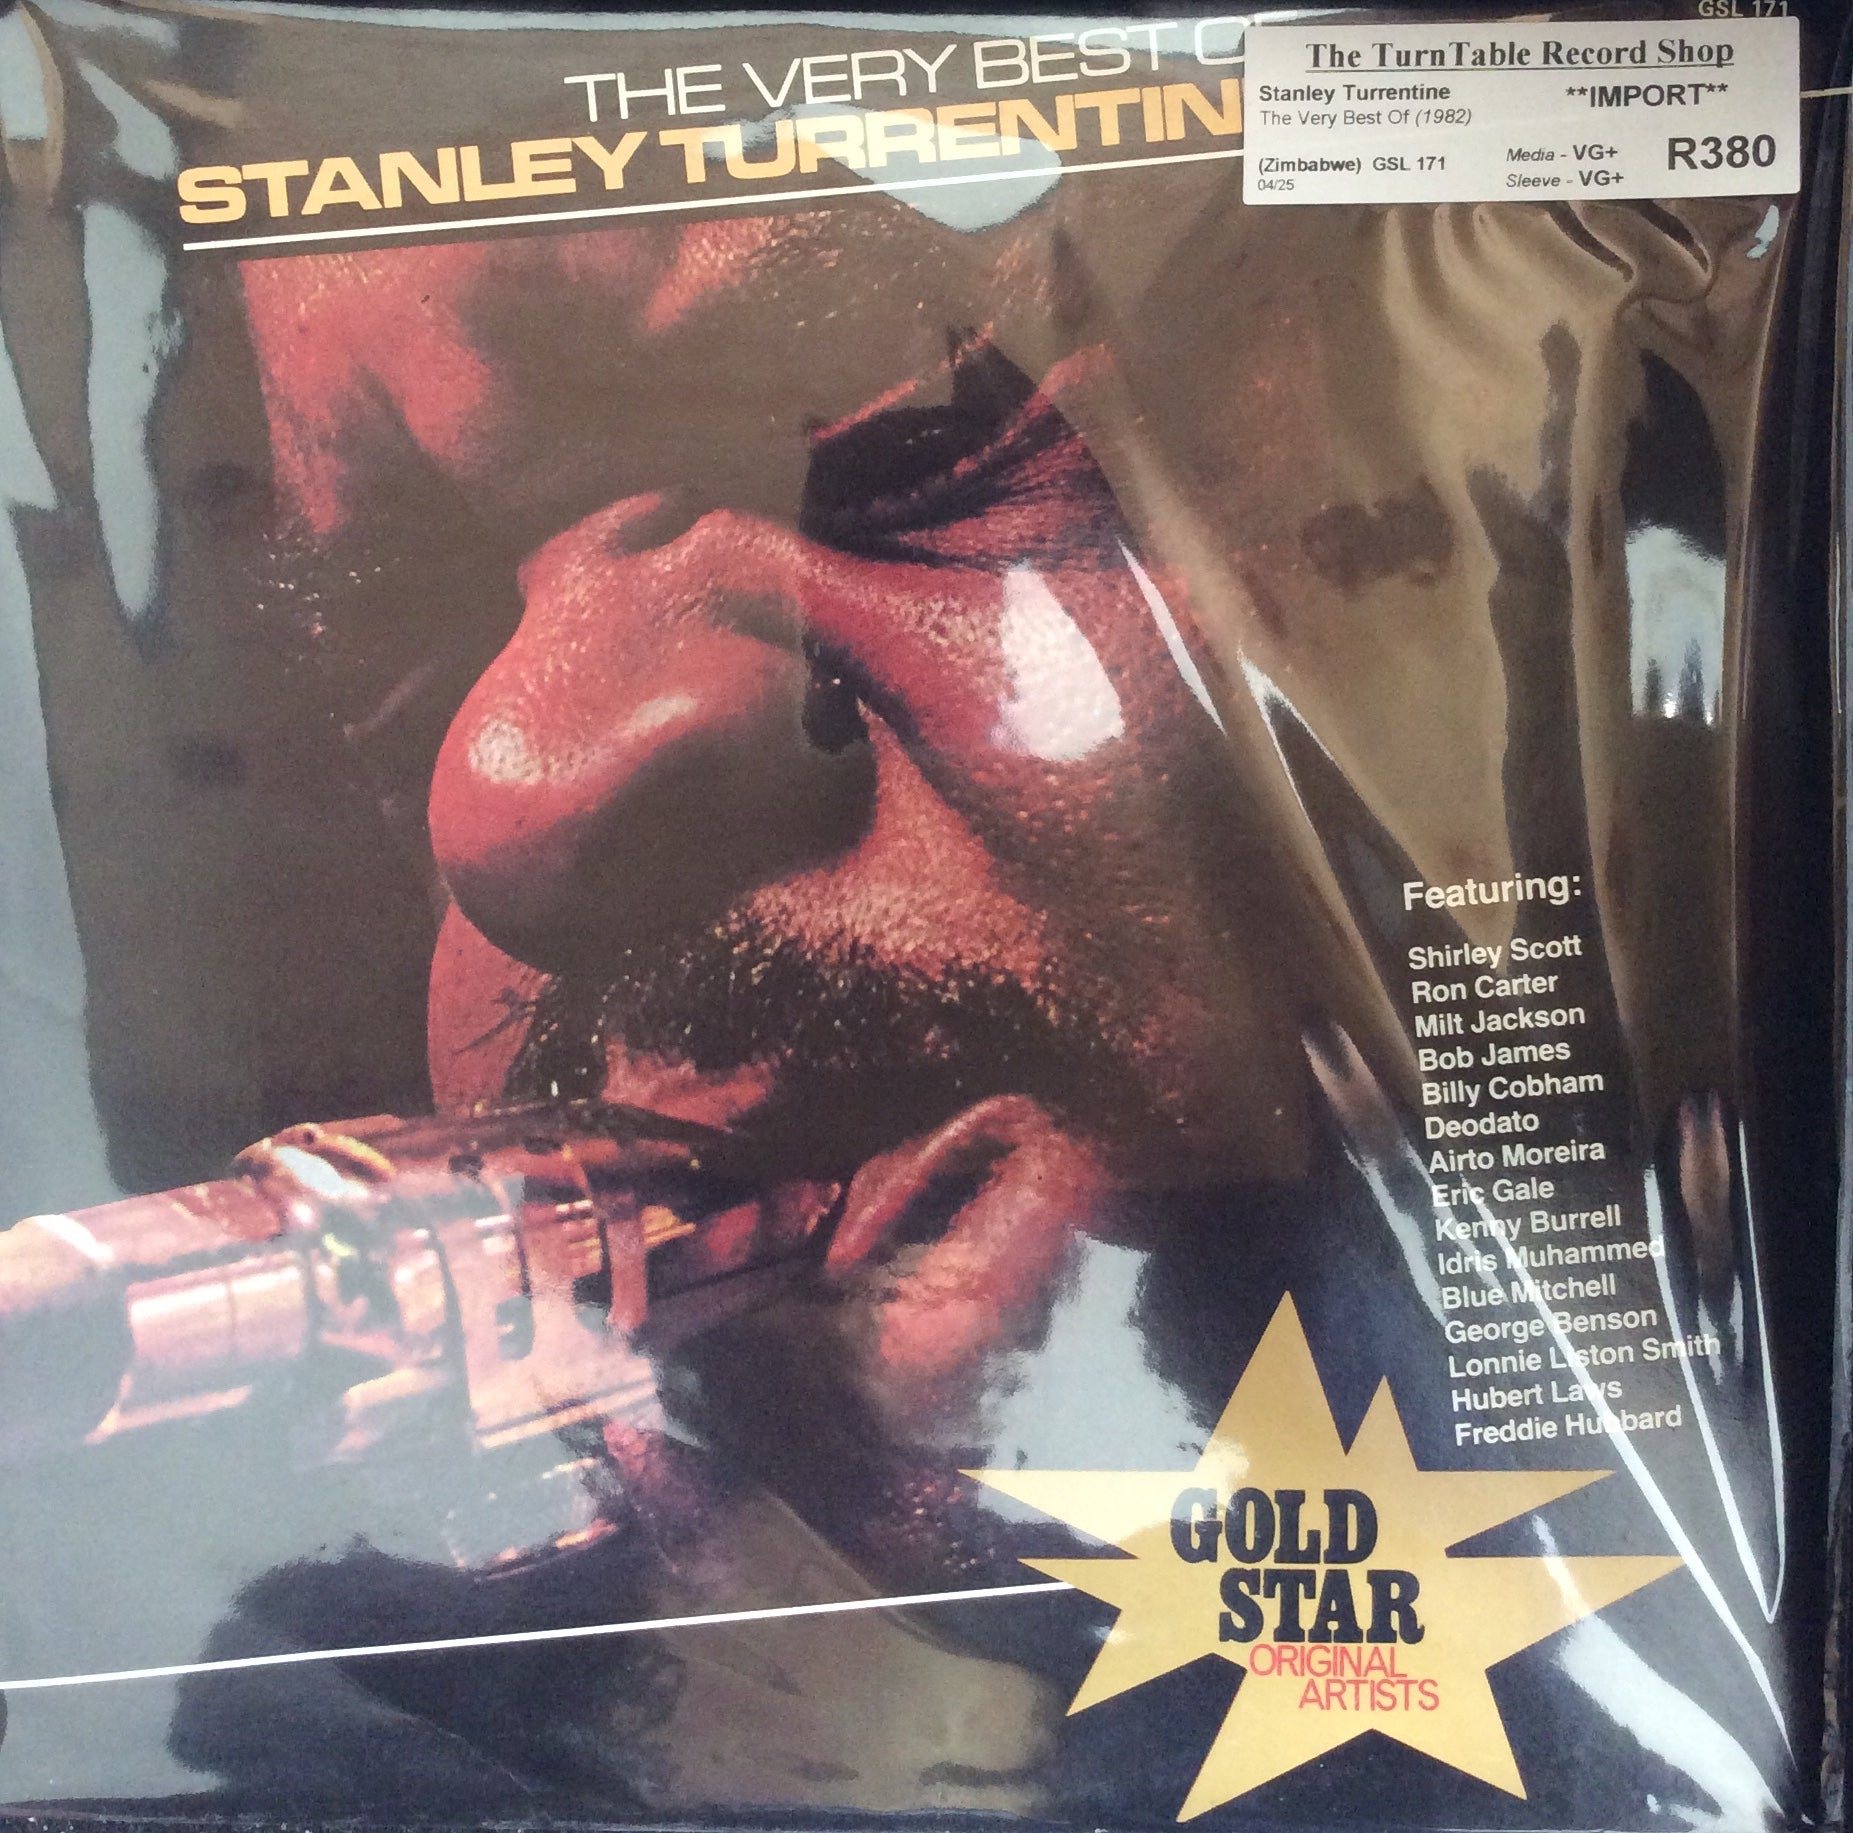 GSL 171
THE VERY BEST OF
STANLEY TURRENTIN
The TurnTable Record Shop
Stanley Turrentine **IMPORT**
The Very Best Of (1982)
(Zimbabwe) GSL 171 Media - VG+ R380
04/25 Sleeve - VG+
Featuring:
Shirley Scott
Ron Carter
Milt Jackson
Bob James
Billy Cobham
Deodato
Airto Moreira
Eric Gale
Kenny Burrell
Idris Muhammed
Blue Mitchell
George Benson
Lonnie Liston Smith
Hubert Laws
Freddie Hubbard
GOLD
STAR
ORIGINAL
ARTISTS